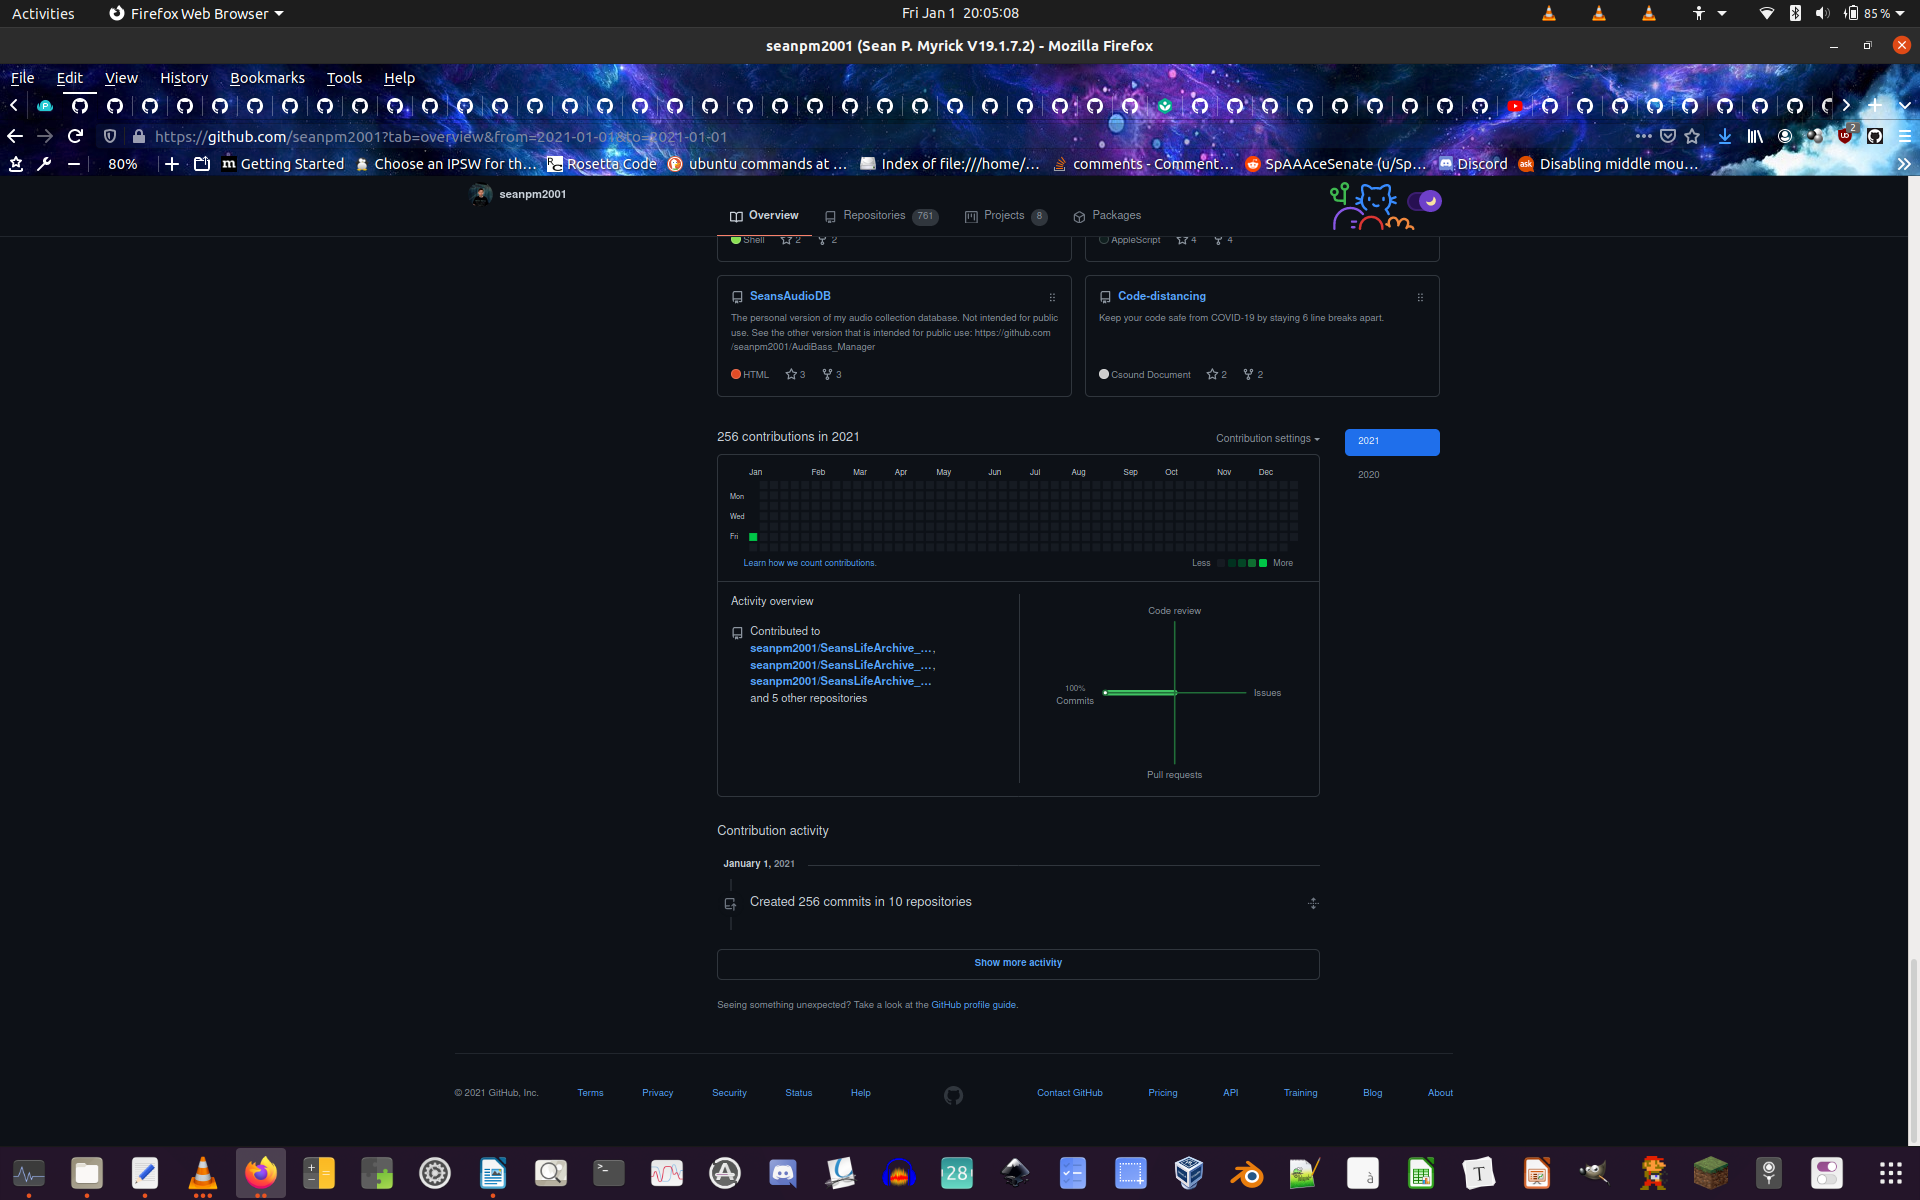 Activities
Firefox Web Browser
Fri Jan 1 20:05:08
85 %
seanpm2001 (Sean P. Myrick V19.1.7.2) - Mozilla Firefox
File Edit View History Bookmarks Tools Help
https://github.com/seanpm2001?tab=overview&from=2021-01-01&to=2021-01-01
2
80%
Getting Started
Choose an IPSW for th…
Rosetta Code
ubuntu commands at …
Index of file:///home/…
comments - Comment…
SpAAAceSenate (u/Sp…
Discord
Disabling middle mou…
seanpm2001
Overview
Repositories 761
Projects 8
Packages
Shell 2 2
AppleScript 4 4
SeansAudioDB
The personal version of my audio collection database. Not intended for public
use. See the other version that is intended for public use: https://github.com
/seanpm2001/AudiBass_Manager
HTML 3 3
Code-distancing
Keep your code safe from COVID-19 by staying 6 line breaks apart.
Csound Document 2 2
256 contributions in 2021
Contribution settings
2021
2020
Jan Feb Mar Apr May Jun Jul Aug Sep Oct Nov Dec
Mon
Wed
Fri
Learn how we count contributions.
Less More
Activity overview
Contributed to
seanpm2001/SeansLifeArchive_…,
seanpm2001/SeansLifeArchive_…,
seanpm2001/SeansLifeArchive_…
and 5 other repositories
Code review
100%
Commits
Issues
Pull requests
Contribution activity
January 1, 2021
Created 256 commits in 10 repositories
Show more activity
Seeing something unexpected? Take a look at the GitHub profile guide.
© 2021 GitHub, Inc. Terms Privacy Security Status Help Contact GitHub Pricing API Training Blog About
28